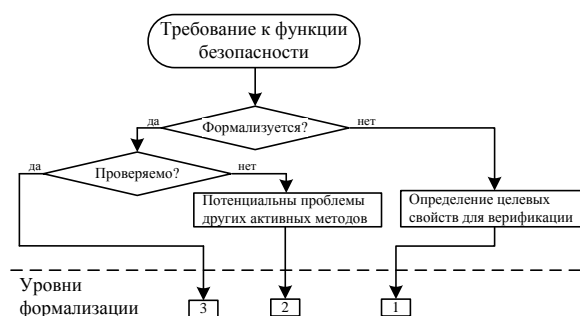 Требование к функции
безопасности
да
Формализуется?
нет
да
Проверяемо?
нет
Потенциальны проблемы
других активных методов
Определение целевых
свойств для верификации
Уровни
формализации
3
2
1